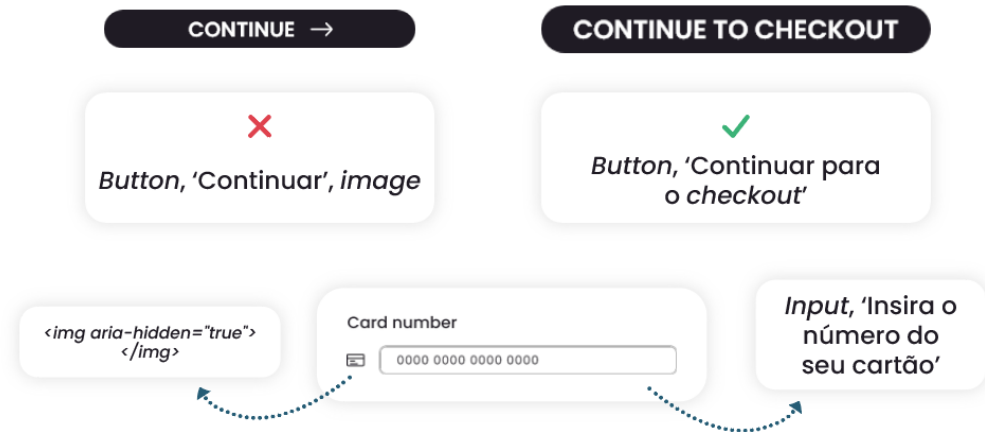 CONTINUE →
CONTINUE TO CHECKOUT
Button, ‘Continuar’, image
Button, ‘Continuar para
o checkout’
<img aria-hidden="true">
</img>
Card number
0000 0000 0000 0000
Input, ‘Insira o
número do
seu cartão’